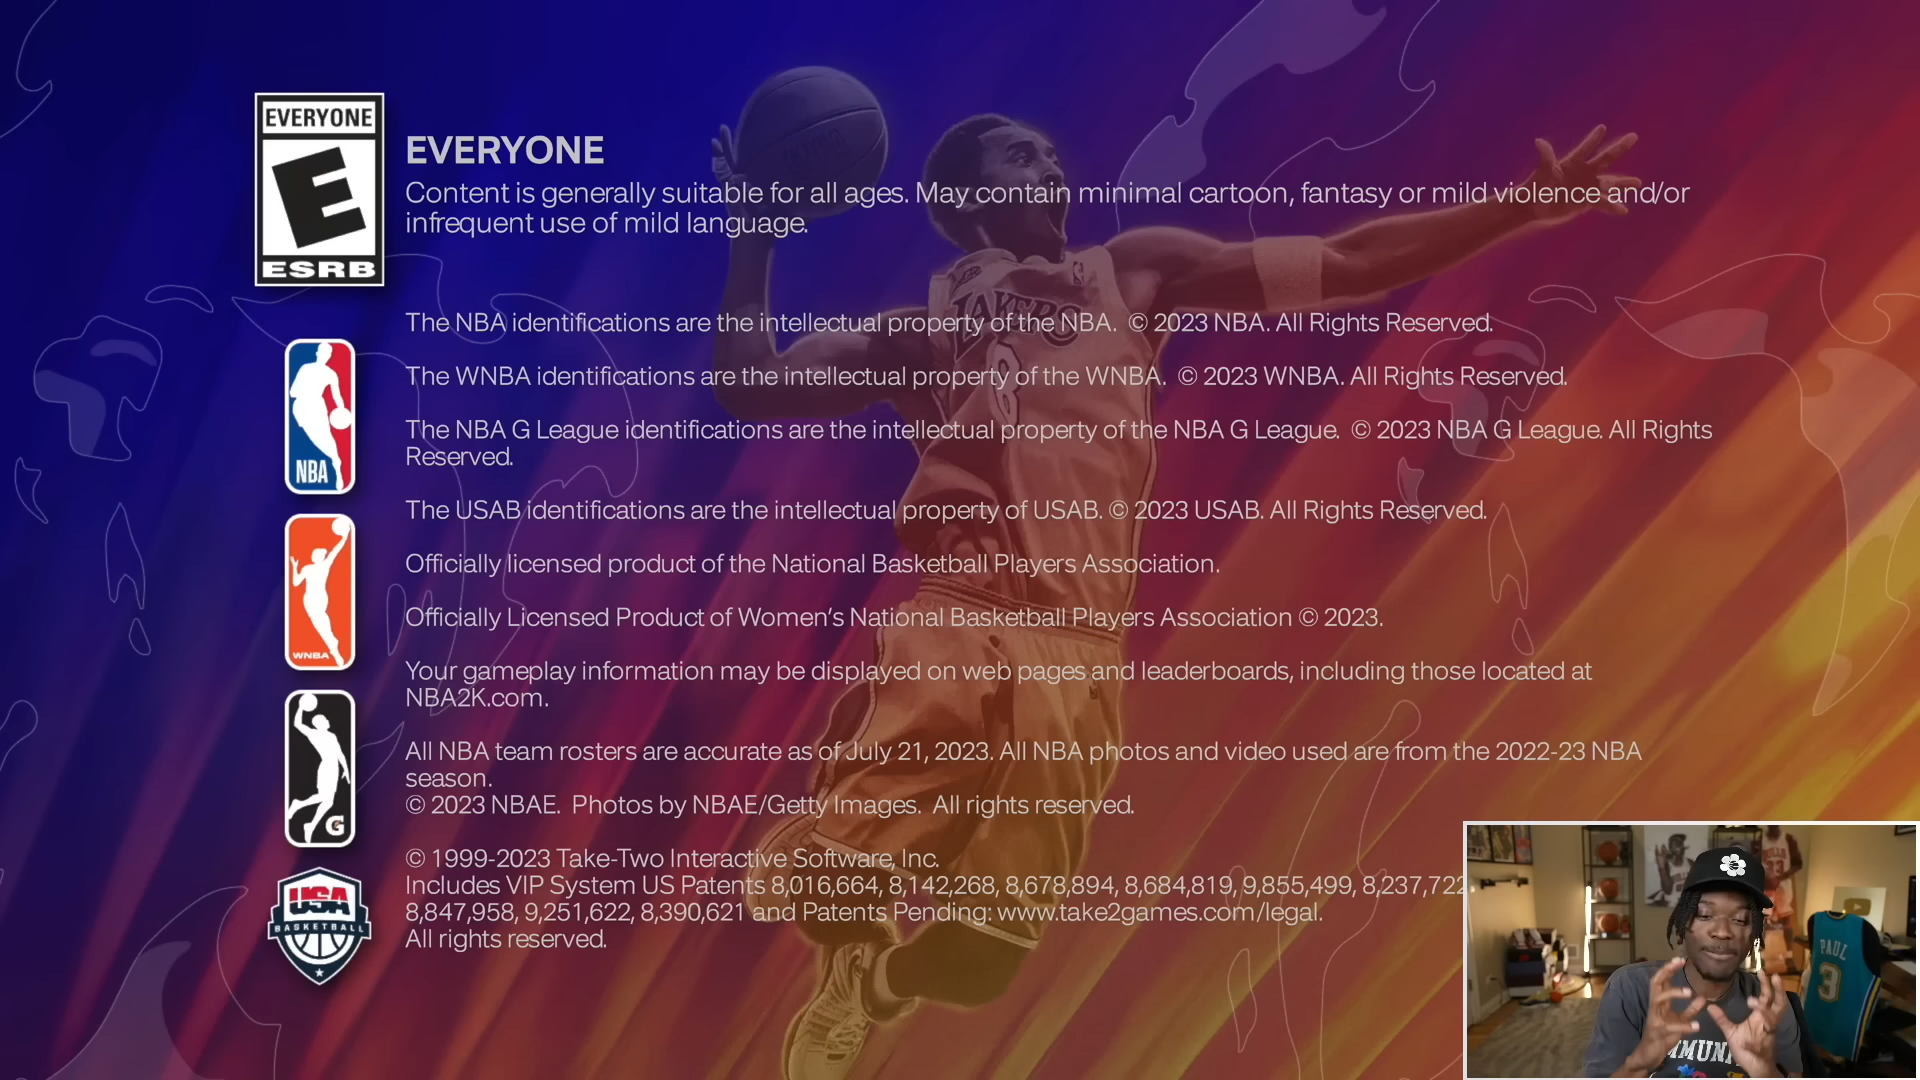 EVERYONE
E
ESRB
EVERYONE
Content is generally suitable for all ages. May contain minimal cartoon, fantasy or mild violence and/or
infrequent use of mild language.
LAKERS
8
The NBA identifications are the intellectual property of the NBA.  © 2023 NBA. All Rights Reserved.
NBA
The WNBA identifications are the intellectual property of the WNBA.  © 2023 WNBA. All Rights Reserved.
The NBA G League identifications are the intellectual property of the NBA G League.  © 2023 NBA G League. All Rights
Reserved.
The USAB identifications are the intellectual property of USAB. © 2023 USAB. All Rights Reserved.
WNBA
Officially licensed product of the National Basketball Players Association.
Officially Licensed Product of Women’s National Basketball Players Association © 2023.
Your gameplay information may be displayed on web pages and leaderboards, including those located at
NBA2K.com.
G
All NBA team rosters are accurate as of July 21, 2023. All NBA photos and video used are from the 2022-23 NBA
season.
© 2023 NBAE.  Photos by NBAE/Getty Images.  All rights reserved.
USA
BASKETBALL
© 1999-2023 Take-Two Interactive Software, Inc.
Includes VIP System US Patents 8,016,664, 8,142,268, 8,678,894, 8,684,819, 9,855,499, 8,237,722
8,847,958, 9,251,622, 8,390,621 and Patents Pending: www.take2games.com/legal.
All rights reserved.
PAUL
3